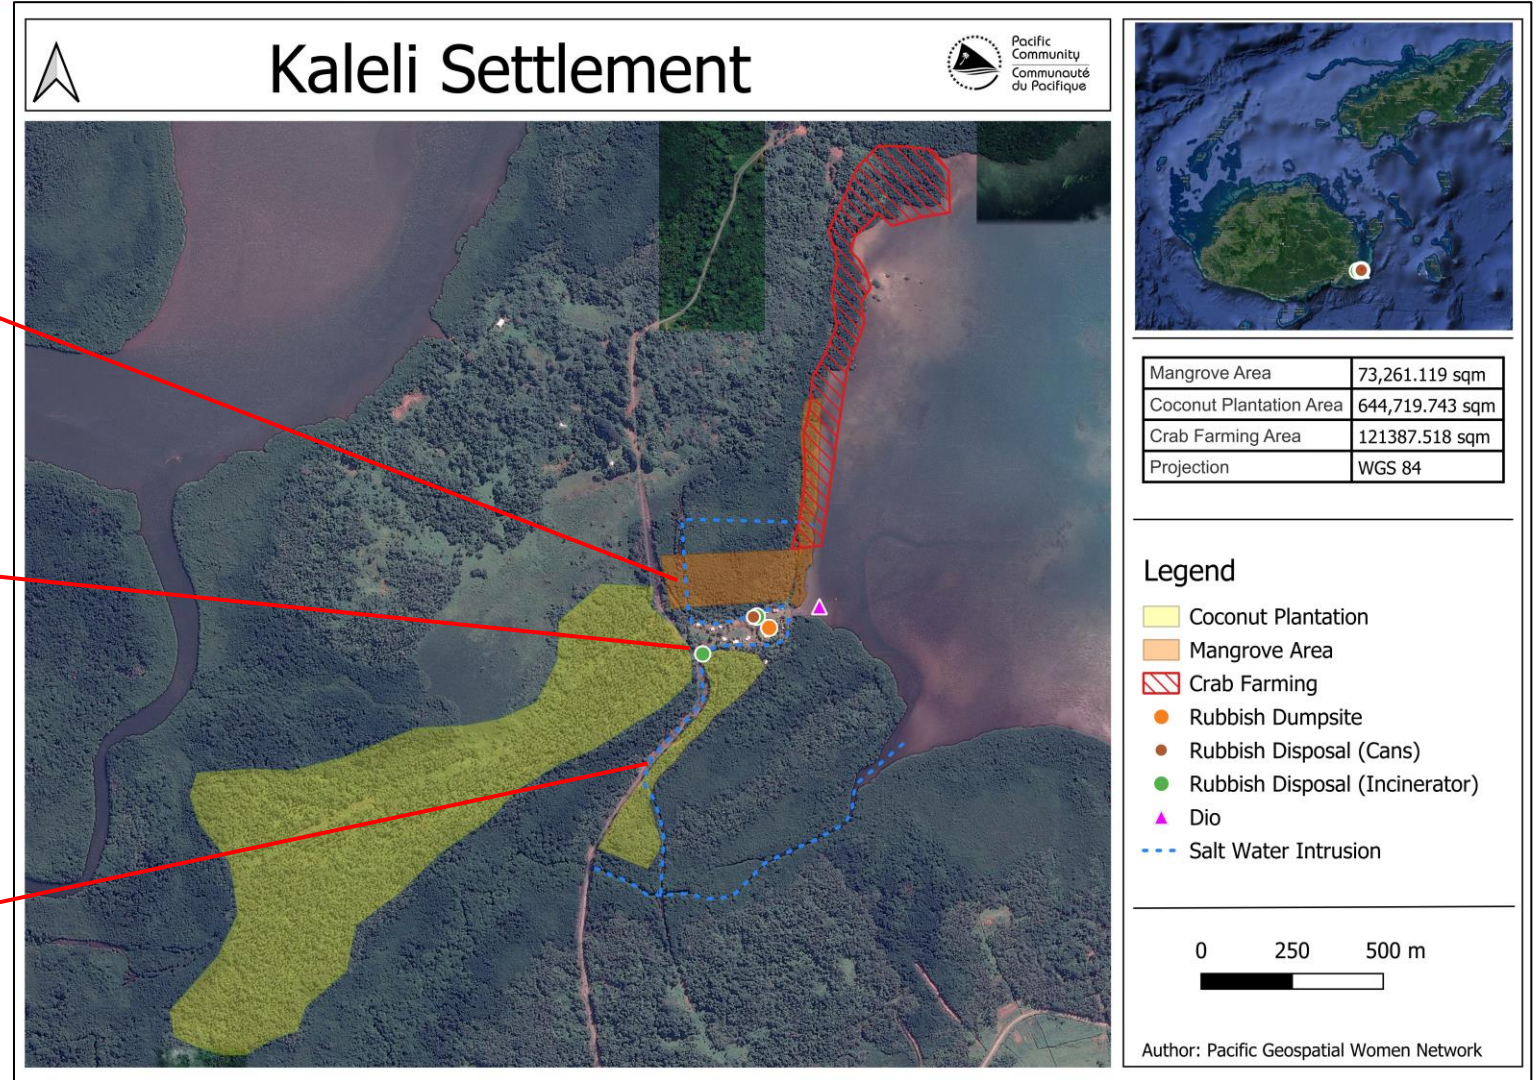 Kaleli Settlement
Pacific
Community
Communauté
du Pacifique
Mangrove Area 73,261.119 sqm
Coconut Plantation Area 644,719.743 sqm
Crab Farming Area 121387.518 sqm
Projection WGS 84
Legend
Coconut Plantation
Mangrove Area
Crab Farming
Rubbish Dumpsite
Rubbish Disposal (Cans)
Rubbish Disposal (Incinerator)
Dio
Salt Water Intrusion
0 250 500 m
Author: Pacific Geospatial Women Network